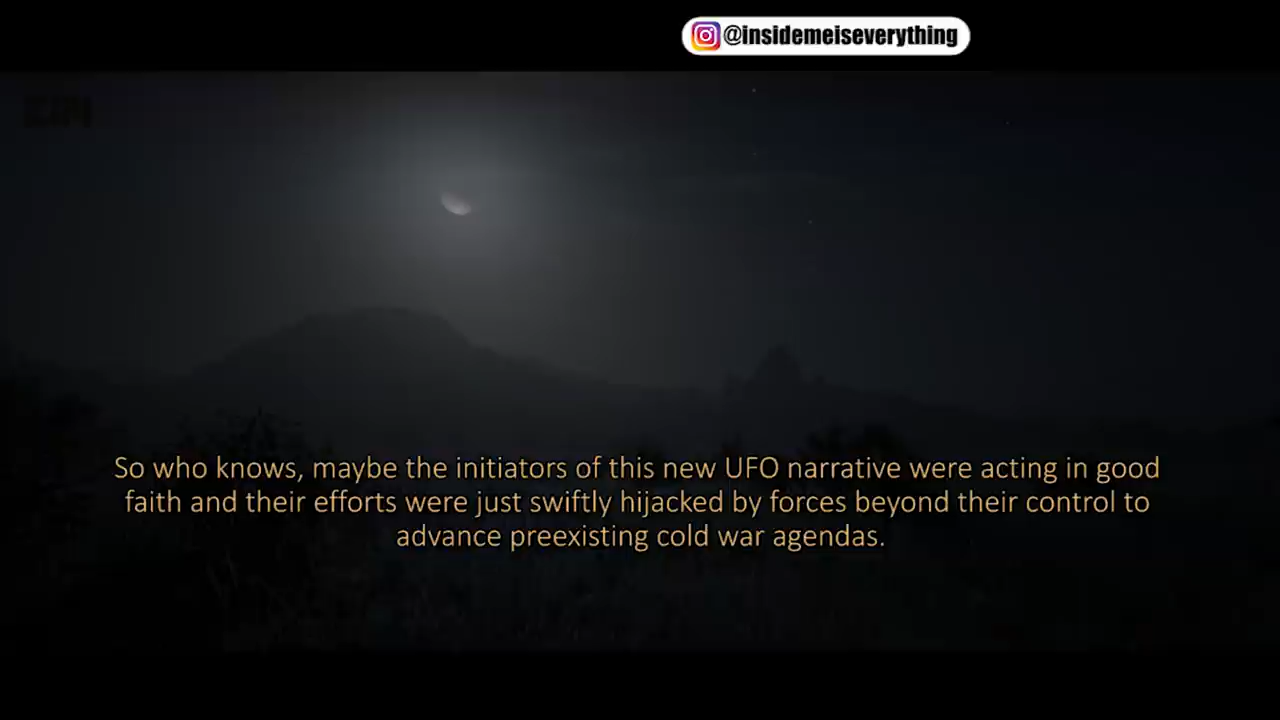 @insidemeiseverything
So who knows, maybe the initiators of this new UFO narrative were acting in good
faith and their efforts were just swiftly hijacked by forces beyond their control to
advance preexisting cold war agendas.